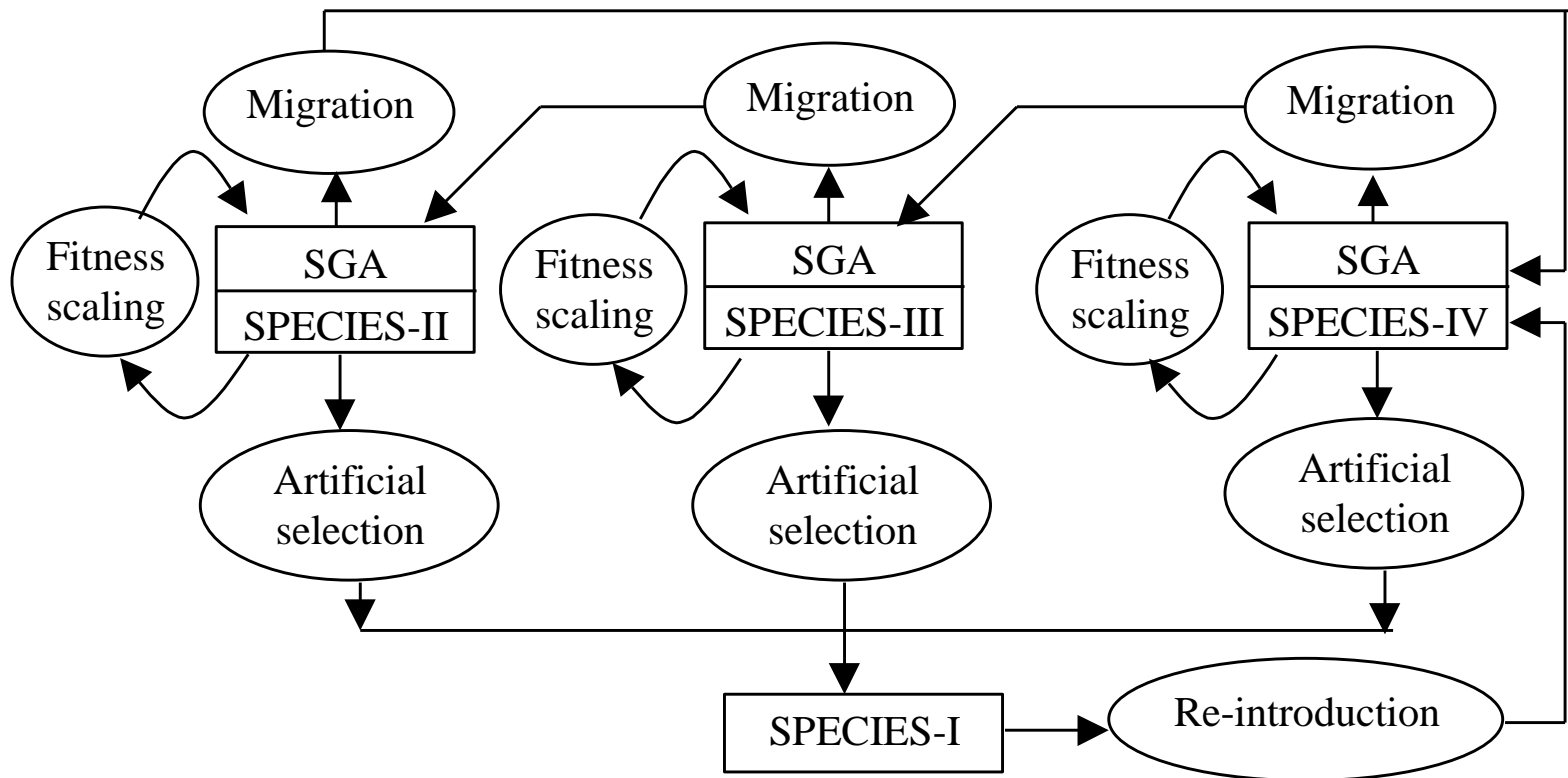 Migration
Migration
Migration
Fitness
scaling
SGA
SPECIES-II
Fitness
scaling
SGA
SPECIES-III
Fitness
scaling
SGA
SPECIES-IV
Artificial
selection
Artificial
selection
Artificial
selection
SPECIES-I
Re-introduction